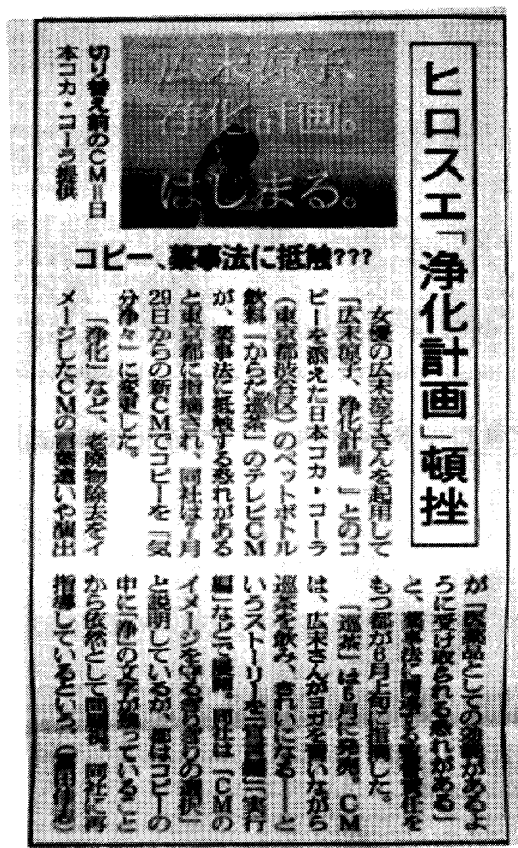 ヒロスエ「浄化計画」頓挫
広末涼子、
浄化計画。
はじまる。
切り替え前のCM=日
本コカ・コーラ提供
コピー、薬事法に抵触???
女優の広末涼子さんを起用して
「広末涼子、浄化計画。」とのコ
ピーを添えた日本コカ・コーラ
(東京都渋谷区)のペットボトル
飲料「からだ巡茶」のテレビCM
が、薬事法に抵触する恐れがある
と東京都に指摘され、同社は7月
29日からの新CMでコピーを「気
分浄々」に変更した。
「浄化」など、老廃物除去をイ
メージしたCMの言葉遣いや演出
が「医薬品としての効能があるよ
うに受け取られる恐れがある」
と、薬事法に関連する監督責任を
もつ都が6月上旬に指導した。
「巡茶」は5月に発売。CM
は、広末さんがヨガを習いながら
巡茶を飲み、きれいになる――と
いうストーリーを「実行
編」などで展開。同社は「CMの
イメージを守るぎりぎりの選択」
と説明しているが、都はコピーの
中に浄の文字が残っていること
から依然として問題視。同社に再
指導しているという。